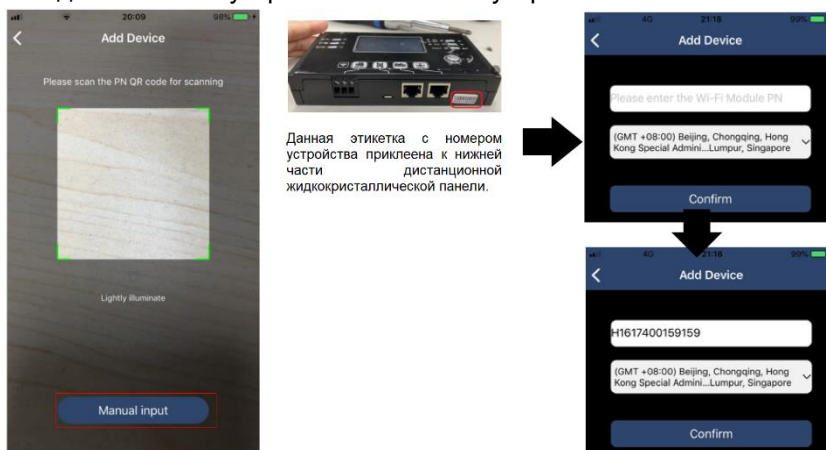 20:09
98%
Add Device
Please scan the PN QR code for scanning
Lightly illuminate
Manual input
Данная этикетка с номером
устройства приклеена к нижней
части дистанционной
жидкокристаллической панели.
4G 21:18 99%
Add Device
Please enter the Wi-Fi Module PN
(GMT +08:00) Beijing, Chongqing, Hong
Kong Special Admini...Lumpur, Singapore
Confirm
4G 21:18 99%
Add Device
H1617400159159
(GMT +08:00) Beijing, Chongqing, Hong
Kong Special Admini...Lumpur, Singapore
Confirm